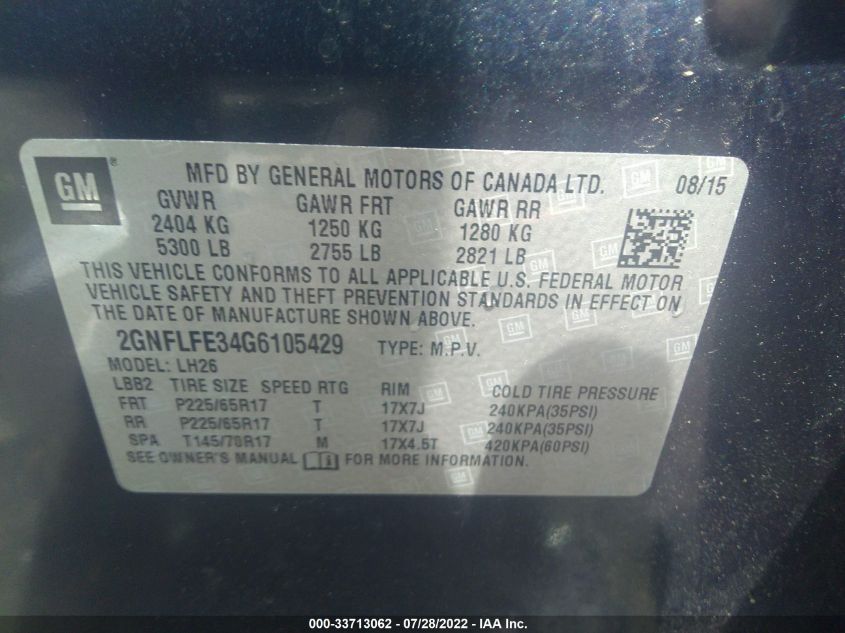 GM ® MFD BY GENERAL MOTORS OF CANADA LTD. 08/15
GVWR GAWR FRT GAWR RR
2404 KG 1250 KG 1280 KG
5300 LB 2755 LB 2821 LB
THIS VEHICLE CONFORMS TO ALL APPLICABLE U.S. FEDERAL MOTOR
VEHICLE SAFETY AND THEFT PREVENTION STANDARDS IN EFFECT ON
THE DATE OF MANUFACTURE SHOWN ABOVE.
2GNFLFE34G6105429 TYPE: M.P.V.
MODEL: LH26
LBB2 TIRE SIZE SPEED RTG RIM COLD TIRE PRESSURE
FRT P225/65R17 T 17X7J 240KPA(35PSI)
RR P225/65R17 T 17X7J 240KPA(35PSI)
SPA T145/70R17 M 17X4.5T 420KPA(60PSI)
SEE OWNER'S MANUAL FOR MORE INFORMATION.
000-33713062 - 07/28/2022 - IAA Inc.